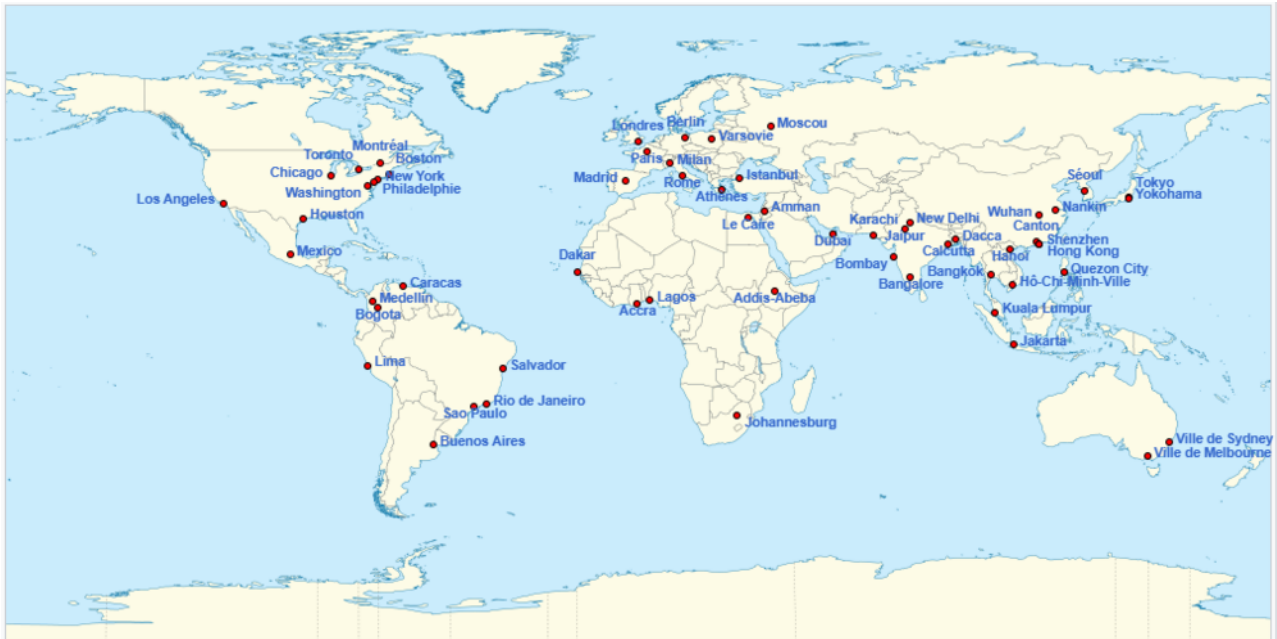 Londres
Berlin
Moscou
Varsovie
Montréal
Toronto
Boston
Paris
Milan
Chicago
New York
Madrid
Rome
Istanbul
Séoul
Tokyo
Washington
Philadelphie
Athènes
Yokohama
Los Angeles
Amman
Nankin
Houston
Karachi
New Delhi
Wuhan
Le Caire
Canton
Dubaï
Jaipur
Dacca
Shenzhen
Mexico
Dakar
Calcutta
Hanoï
Hong Kong
Bombay
Bangkok
Quezon City
Caracas
Bangalore
Hô-Chi-Minh-Ville
Medellín
Lagos
Addis-Abeba
Bogota
Accra
Kuala Lumpur
Jakarta
Lima
Salvador
Rio de Janeiro
Sao Paulo
Johannesburg
Buenos Aires
Ville de Sydney
Ville de Melbourne